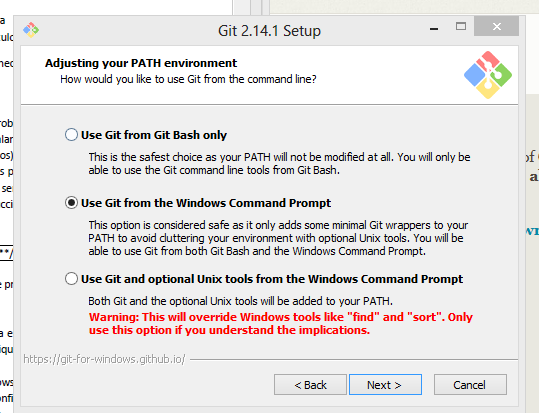 Git 2.14.1 Setup
Adjusting your PATH environment
How would you like to use Git from the command line?
Use Git from Git Bash only
This is the safest choice as your PATH will not be modified at all. You will only be
able to use the Git command line tools from Git Bash.
Use Git from the Windows Command Prompt
This option is considered safe as it only adds some minimal Git wrappers to your
PATH to avoid cluttering your environment with optional Unix tools. You will be
able to use Git from both Git Bash and the Windows Command Prompt.
Use Git and optional Unix tools from the Windows Command Prompt
Both Git and the optional Unix tools will be added to your PATH.
Warning: This will override Windows tools like "find" and "sort". Only
use this option if you understand the implications.
https://git-for-windows.github.io/
< Back
Next >
Cancel